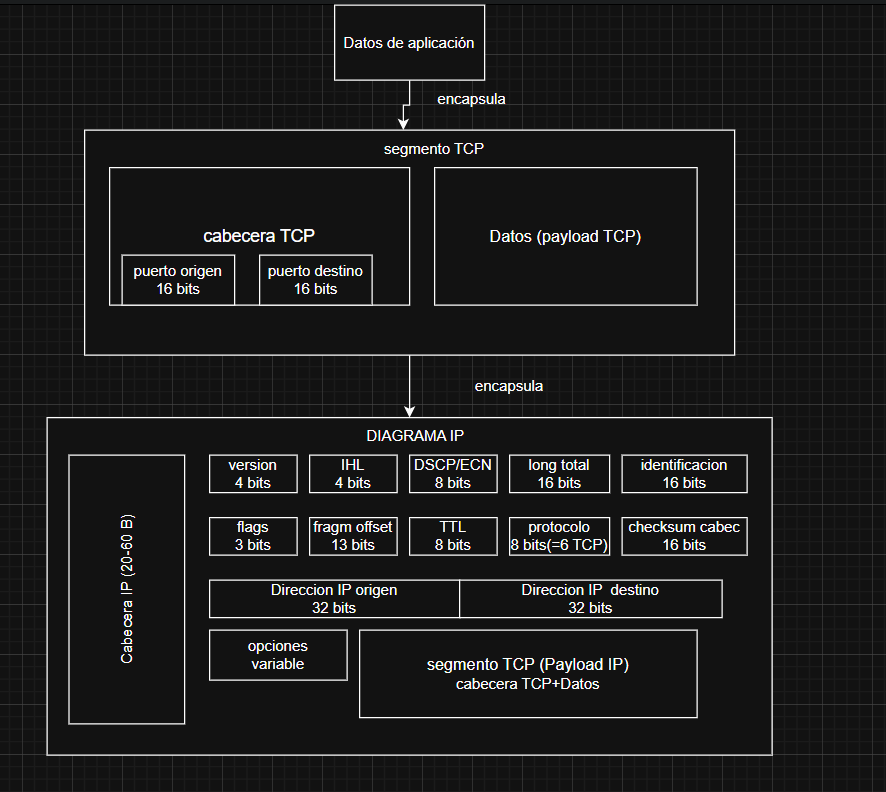 Datos de aplicación
encapsula
segmento TCP
cabecera TCP
puerto origen
16 bits
puerto destino
16 bits
Datos (payload TCP)
encapsula
DIAGRAMA IP
Cabecera IP (20-60 B)
version
4 bits
IHL
4 bits
DSCP/ECN
8 bits
long total
16 bits
identificacion
16 bits
flags
3 bits
fragm offset
13 bits
TTL
8 bits
protocolo
8 bits(=6 TCP)
checksum cabec
16 bits
Direccion IP origen
32 bits
Direccion IP destino
32 bits
opciones
variable
segmento TCP (Payload IP)
cabecera TCP+Datos